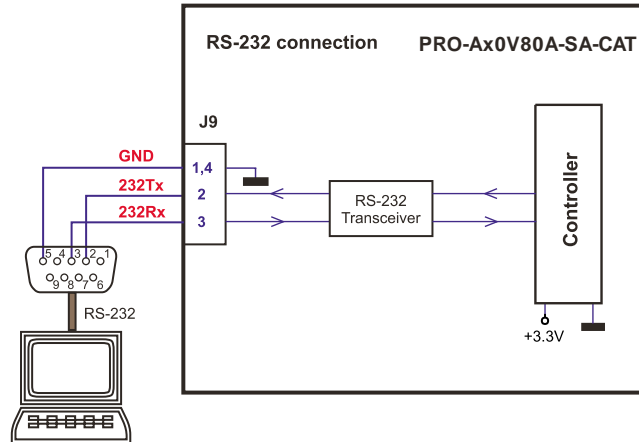 RS-232 connection
PRO-Ax0V80A-SA-CAT
J9
GND
1,4
232Tx
2
232Rx
3
RS-232
Transceiver
Controller
5 4 3 2 1
9 8 7 6
RS-232
+3.3V